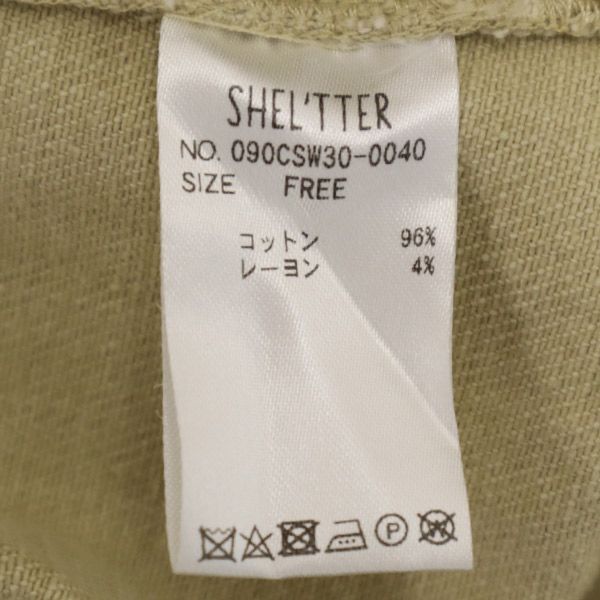 SHEL'TTER
NO. 090CSW30-0040
SIZE FREE
コットン 96%
レーヨン 4%
P
W